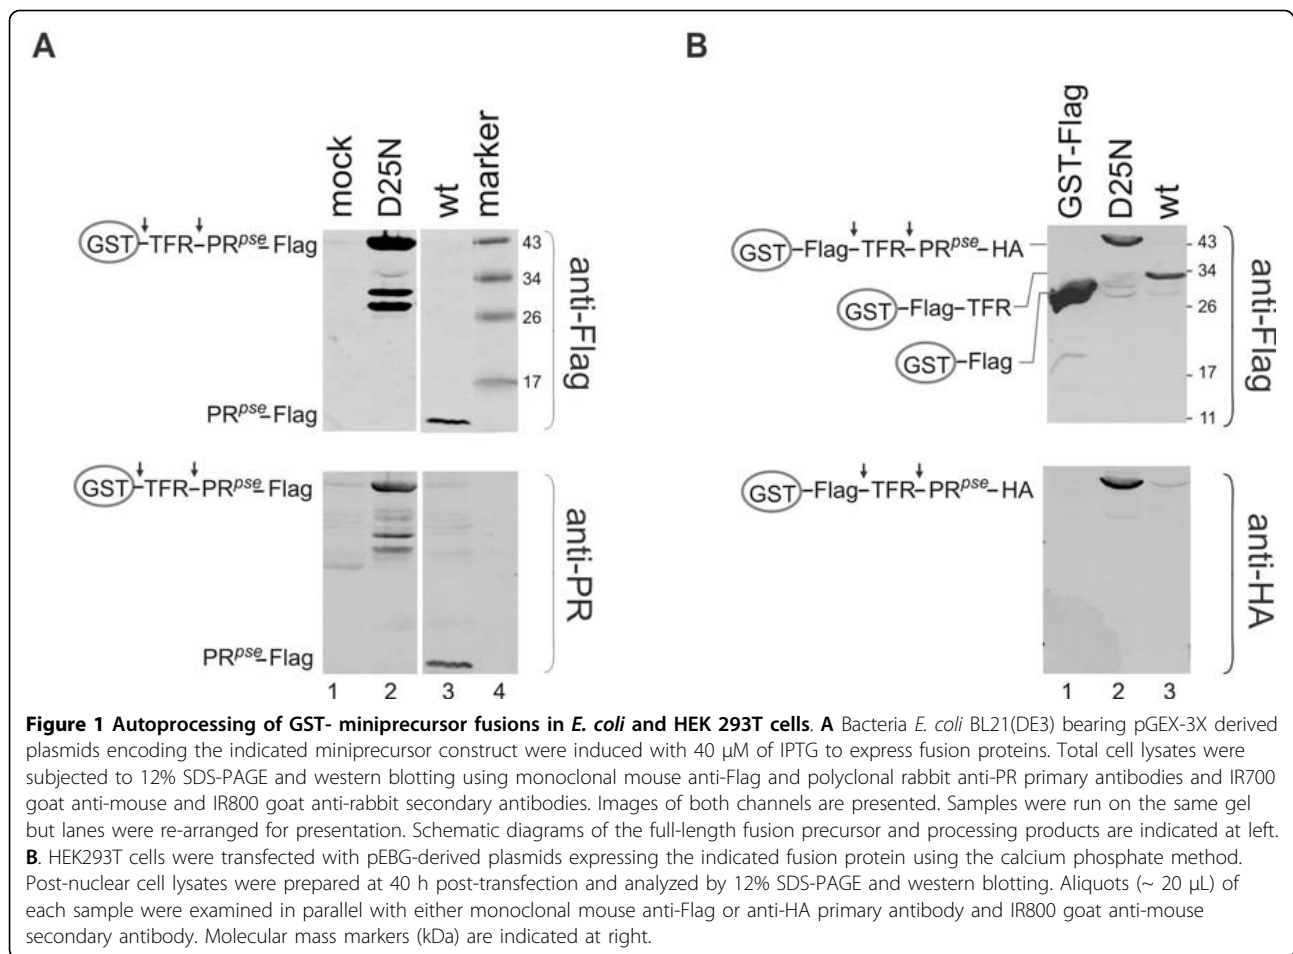 A
mock
D25N
wt
marker
GST-TFR-PRpse-Flag
43
34
26
17
PRpse-Flag
anti-Flag
GST-TFR-PRpse-Flag
PRpse-Flag
anti-PR
1 2 3 4
B
GST-Flag
D25N
wt
GST-Flag-TFR-PRpse-HA
GST-Flag-TFR
GST-Flag
43
34
26
17
11
anti-Flag
GST-Flag-TFR-PRpse-HA
anti-HA
1 2 3
Figure 1 Autoprocessing of GST- miniprecursor fusions in E. coli and HEK 293T cells. A Bacteria E. coli BL21(DE3) bearing pGEX-3X derived
plasmids encoding the indicated miniprecursor construct were induced with 40 μM of IPTG to express fusion proteins. Total cell lysates were
subjected to 12% SDS-PAGE and western blotting using monoclonal mouse anti-Flag and polyclonal rabbit anti-PR primary antibodies and IR700
goat anti-mouse and IR800 goat anti-rabbit secondary antibodies. Images of both channels are presented. Samples were run on the same gel
but lanes were re-arranged for presentation. Schematic diagrams of the full-length fusion precursor and processing products are indicated at left.
B. HEK293T cells were transfected with pEBG-derived plasmids expressing the indicated fusion protein using the calcium phosphate method.
Post-nuclear cell lysates were prepared at 40 h post-transfection and analyzed by 12% SDS-PAGE and western blotting. Aliquots (~ 20 μL) of
each sample were examined in parallel with either monoclonal mouse anti-Flag or anti-HA primary antibody and IR800 goat anti-mouse
secondary antibody. Molecular mass markers (kDa) are indicated at right.